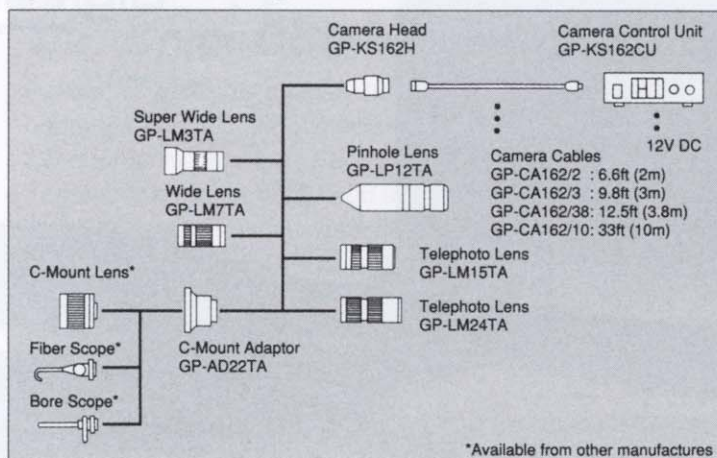 Camera Head
GP-KS162H
Camera Control Unit
GP-KS162CU
Super Wide Lens
GP-LM3TA
12V DC
Pinhole Lens
GP-LP12TA
Camera Cables
GP-CA162/2 : 6.6ft (2m)
GP-CA162/3 : 9.8ft (3m)
GP-CA162/38: 12.5ft (3.8m)
GP-CA162/10: 33ft (10m)
Wide Lens
GP-LM7TA
Telephoto Lens
GP-LM15TA
C-Mount Lens*
Telephoto Lens
GP-LM24TA
C-Mount Adaptor
GP-AD22TA
Fiber Scope*
Bore Scope*
*Available from other manufactures